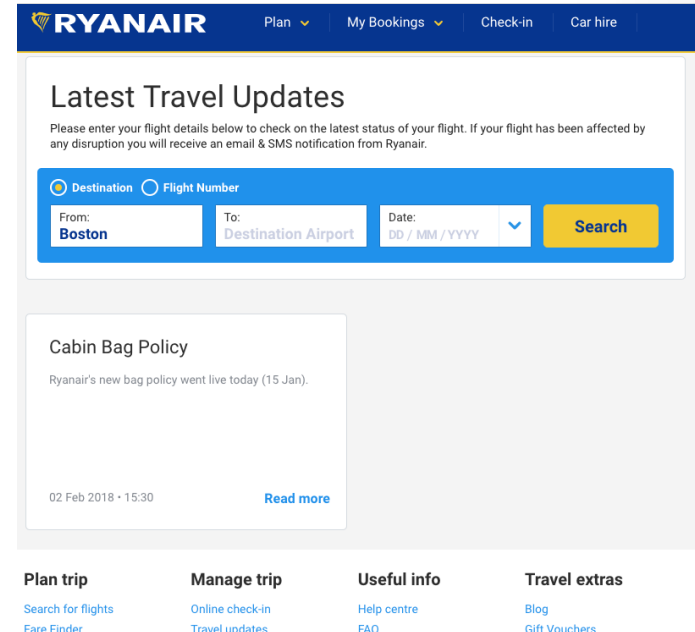 RYANAIR
Plan
My Bookings
Check-in
Car hire
Latest Travel Updates
Please enter your flight details below to check on the latest status of your flight. If your flight has been affected by
any disruption you will receive an email & SMS notification from Ryanair.
Destination
Flight Number
From:
Boston
To:
Destination Airport
Date:
DD / MM / YYYY
Search
Cabin Bag Policy
Ryanair's new bag policy went live today (15 Jan).
02 Feb 2018 • 15:30
Read more
Plan trip
Manage trip
Useful info
Travel extras
Search for flights
Online check-in
Help centre
Blog
Fare Finder
Travel updates
FAQ
Gift Vouchers